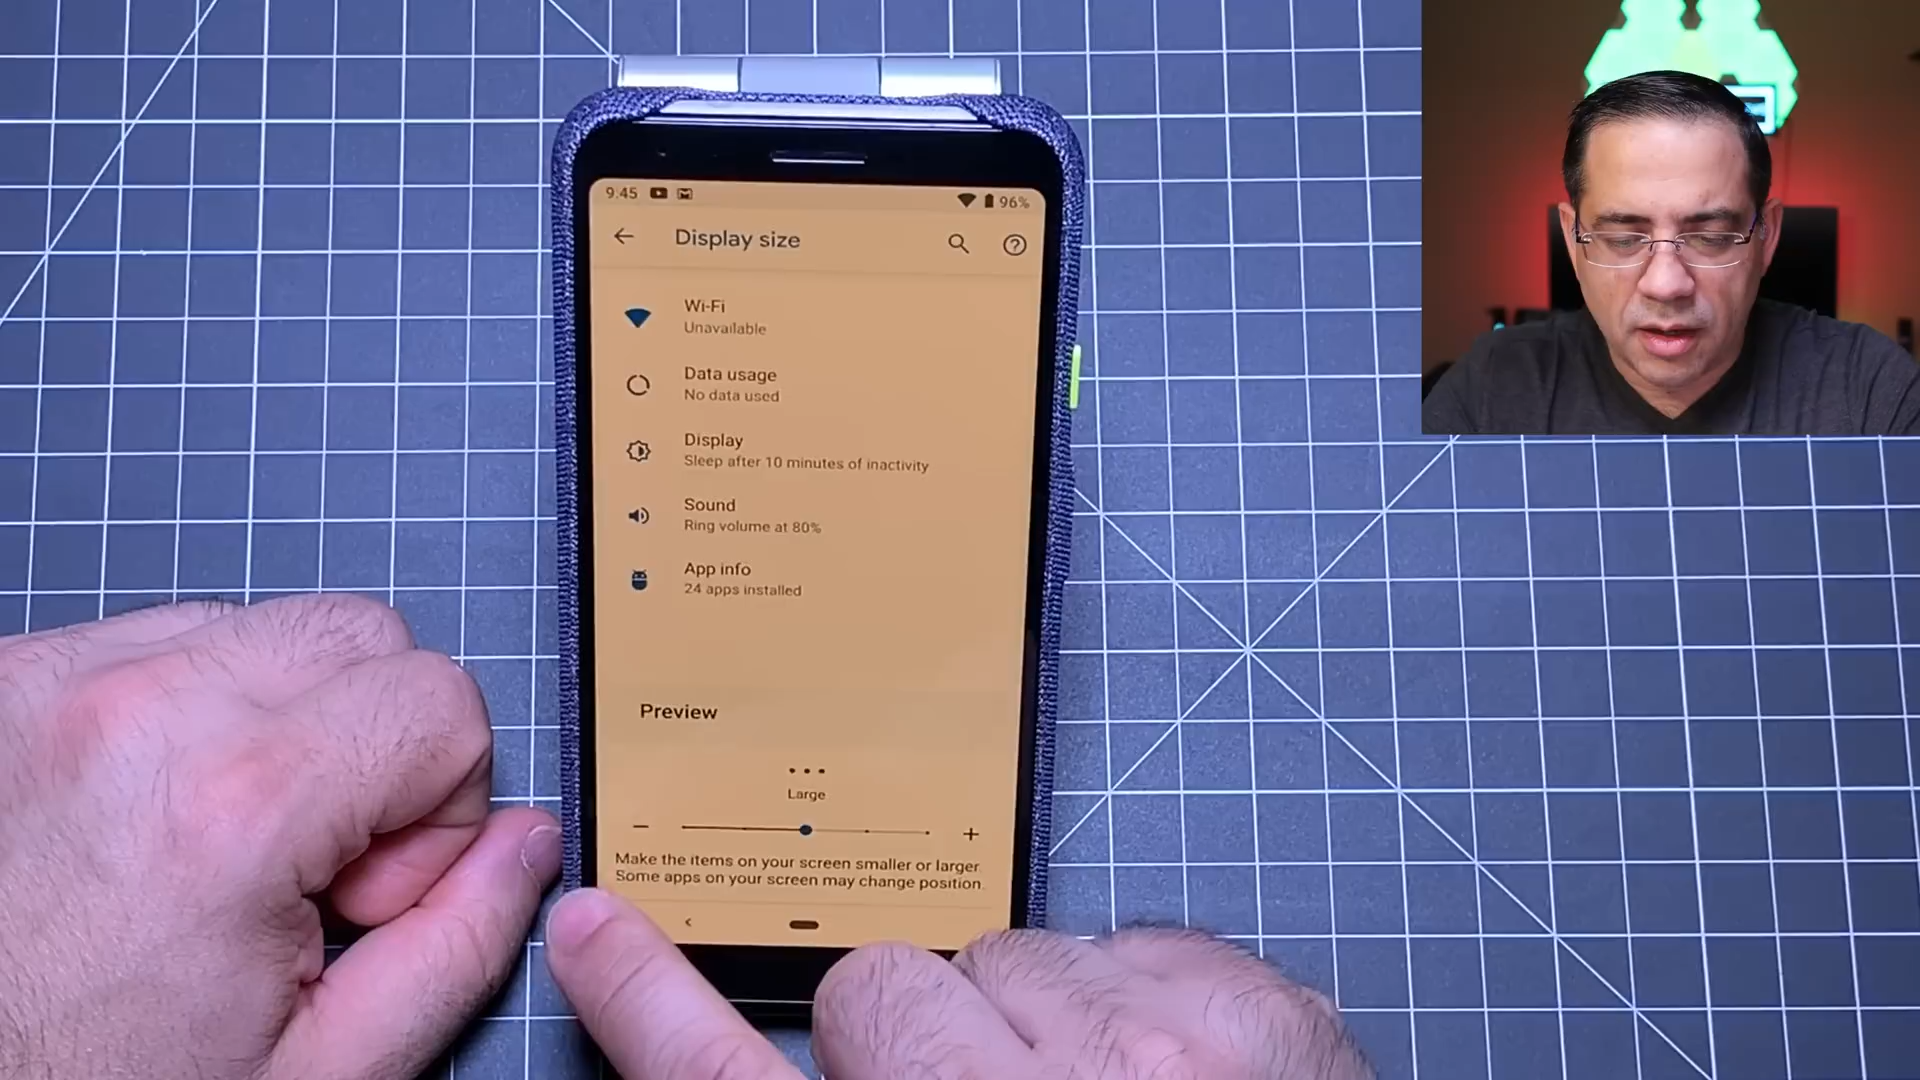 9:45
96%
Display size
Wi-Fi
Unavailable
Data usage
No data used
Display
Sleep after 10 minutes of inactivity
Sound
Ring volume at 80%
App info
24 apps installed
Preview
Large
Make the items on your screen smaller or larger.
Some apps on your screen may change position.